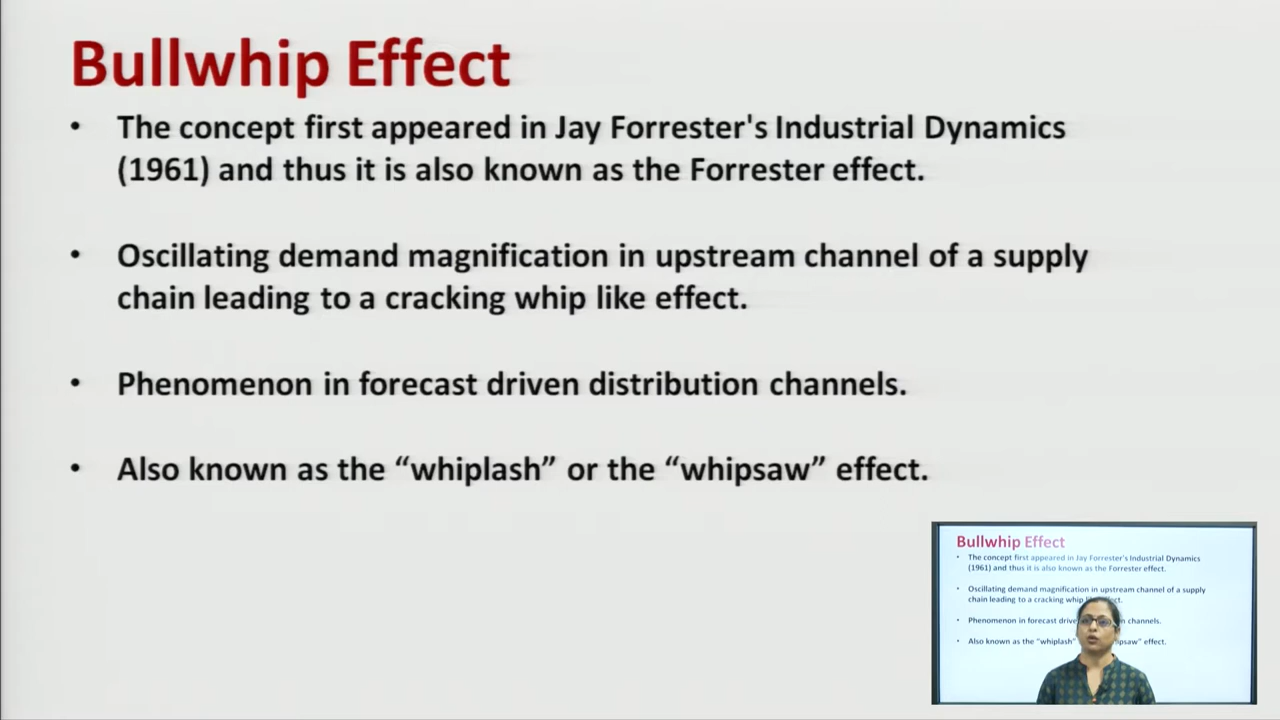 Bullwhip Effect
• The concept first appeared in Jay Forrester's Industrial Dynamics
(1961) and thus it is also known as the Forrester effect.
• Oscillating demand magnification in upstream channel of a supply
chain leading to a cracking whip like effect.
• Phenomenon in forecast driven distribution channels.
• Also known as the “whiplash” or the “whipsaw” effect.
Bullwhip Effect
• The concept first appeared in Jay Forrester's Industrial Dynamics
(1961) and thus it is also known as the Forrester effect.
• Oscillating demand magnification in upstream channel of a supply
chain leading to a cracking whip
• Phenomenon in forecast channels.
• Also known as the “whiplash” effect.